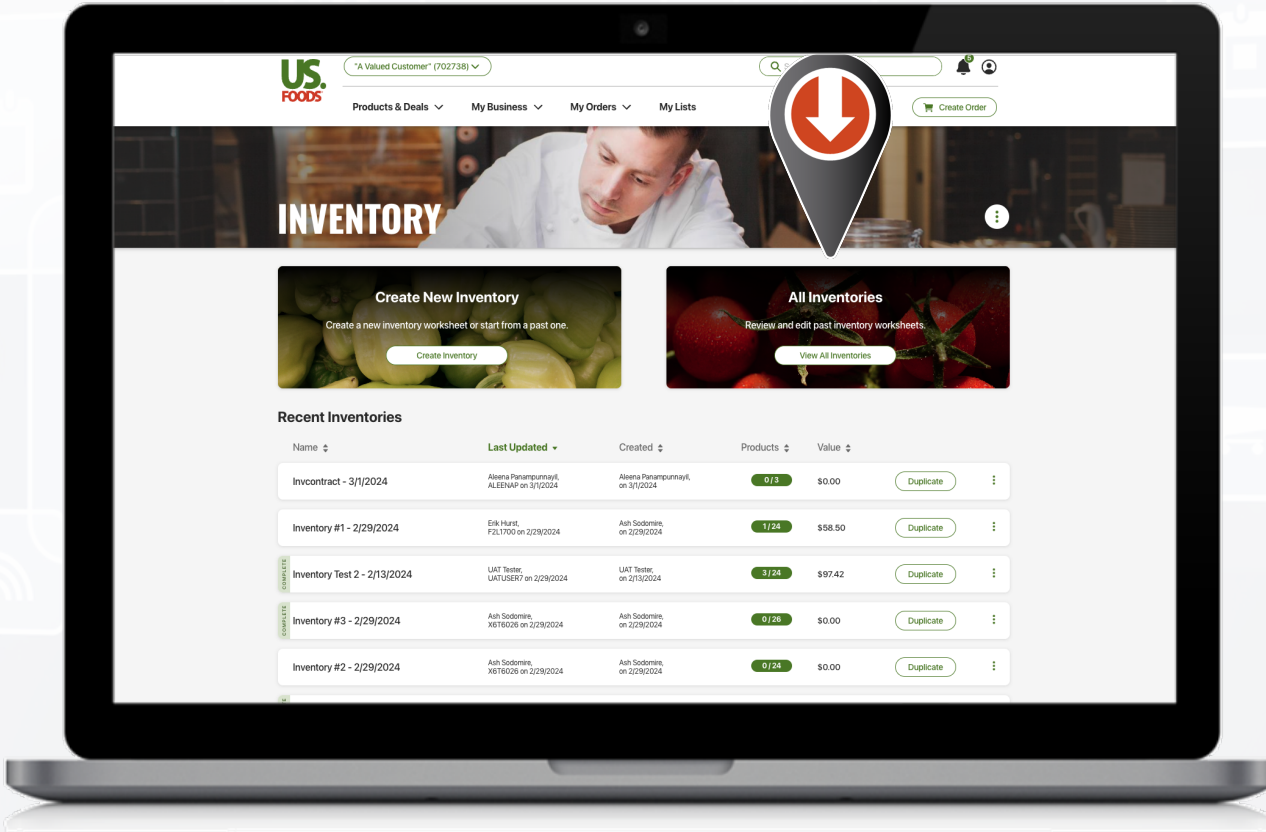 US.
FOODS
"A Valued Customer" (702738)
5
Products & Deals
My Business
My Orders
My Lists
Create Order
INVENTORY
Create New Inventory
Create a new inventory worksheet or start from a past one.
Create Inventory
All Inventories
Review and edit past inventory worksheets.
View All Inventories
Recent Inventories
Name
Last Updated
Created
Products
Value
Invcontract - 3/1/2024
Aleena Panampunnayil,
ALEENAP on 3/1/2024
Aleena Panampunnayil,
on 3/1/2024
0 / 3
$0.00
Duplicate
Inventory #1 - 2/29/2024
Erik Hurst,
F2L1700 on 2/29/2024
Ash Sodomire,
on 2/29/2024
1 / 24
$58.50
Duplicate
COMPLETE
Inventory Test 2 - 2/13/2024
UAT Tester,
UATUSER7 on 2/29/2024
UAT Tester,
on 2/13/2024
3 / 24
$97.42
Duplicate
COMPLETE
Inventory #3 - 2/29/2024
Ash Sodomire,
X6T6026 on 2/29/2024
Ash Sodomire,
on 2/29/2024
0 / 26
$0.00
Duplicate
Inventory #2 - 2/29/2024
Ash Sodomire,
X6T6026 on 2/29/2024
Ash Sodomire,
on 2/29/2024
0 / 24
$0.00
Duplicate